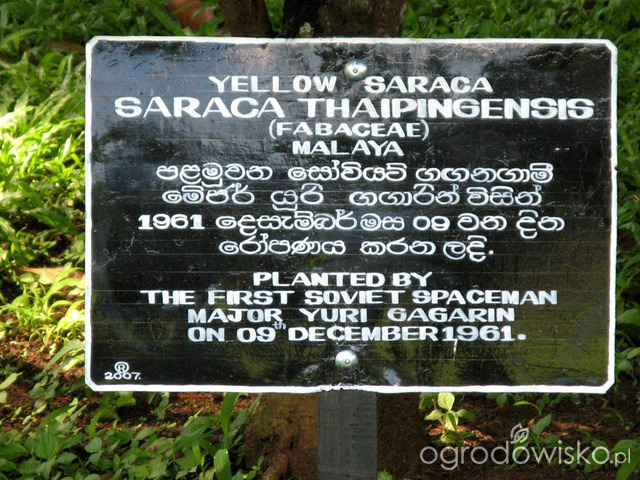 YELLOW SARACA
SARACA THAIPINGENSIS
(FABACEAE)
MALAYA
පළමුවන සෝවියට් ගගනගාමී
මේජර් යූරි ගගාරින් විසින්
1961 දෙසැම්බර් මස 09 වන දින
රෝපණය කරන ලදි.
PLANTED BY
THE FIRST SOVIET SPACEMAN
MAJOR YURI GAGARIN
ON 09th DECEMBER 1961.
R
2007.
ogrodowisko.pl